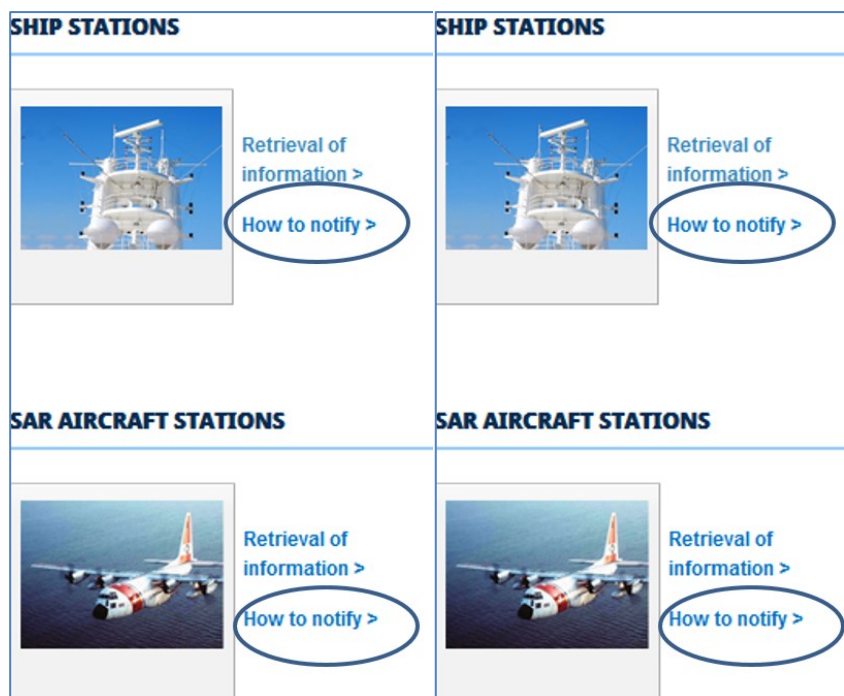 SHIP STATIONS
Retrieval of
information >
How to notify >
SAR AIRCRAFT STATIONS
Retrieval of
information >
How to notify >
SHIP STATIONS
Retrieval of
information >
How to notify >
SAR AIRCRAFT STATIONS
Retrieval of
information >
How to notify >